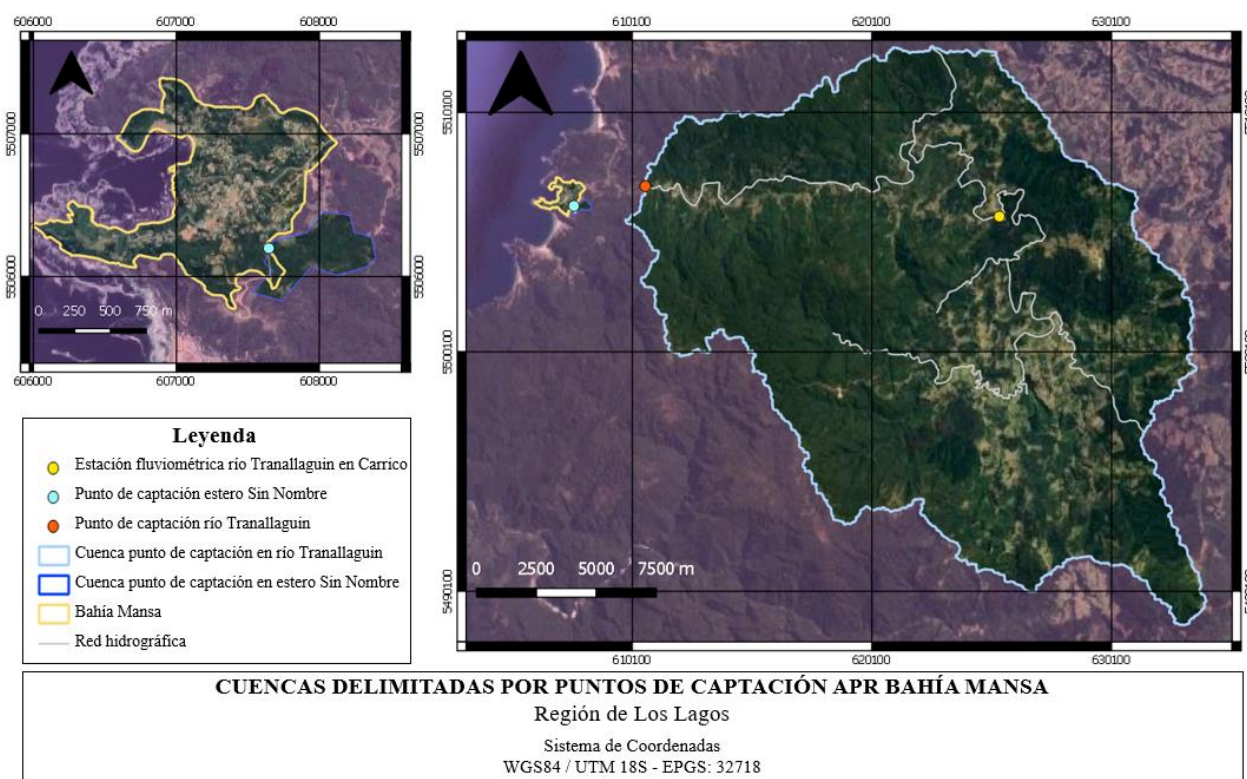 606000 607000 608000
5507000 5507000
5506000 5506000
0 250 500 750 m
606000 607000 608000
610100 620100 630100
5510100
5500100
5490100
0 2500 5000 7500 m
610100 620100 630100
Leyenda
Estación fluviométrica río Tranallaguin en Carrico
Punto de captación estero Sin Nombre
Punto de captación río Tranallaguin
Cuenca punto de captación en río Tranallaguin
Cuenca punto de captación en estero Sin Nombre
Bahía Mansa
Red hidrográfica
CUENCAS DELIMITADAS POR PUNTOS DE CAPTACIÓN APR BAHÍA MANSA
Región de Los Lagos
Sistema de Coordenadas
WGS84 / UTM 18S - EPGS: 32718